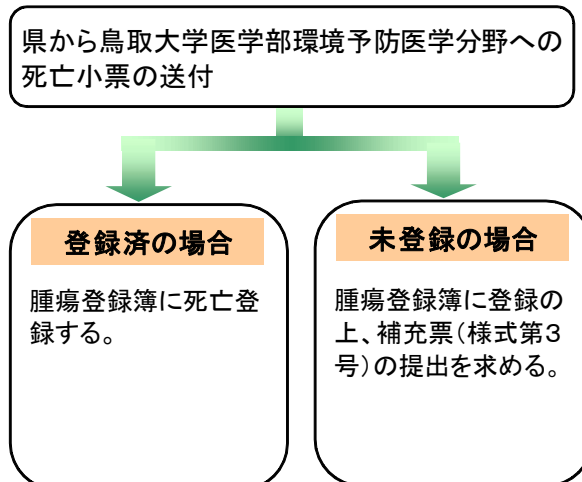 県から鳥取大学医学部環境予防医学分野への
死亡小票の送付
登録済の場合
腫瘍登録簿に死亡登
録する。
未登録の場合
腫瘍登録簿に登録の
上、補充票(様式第3
号)の提出を求める。